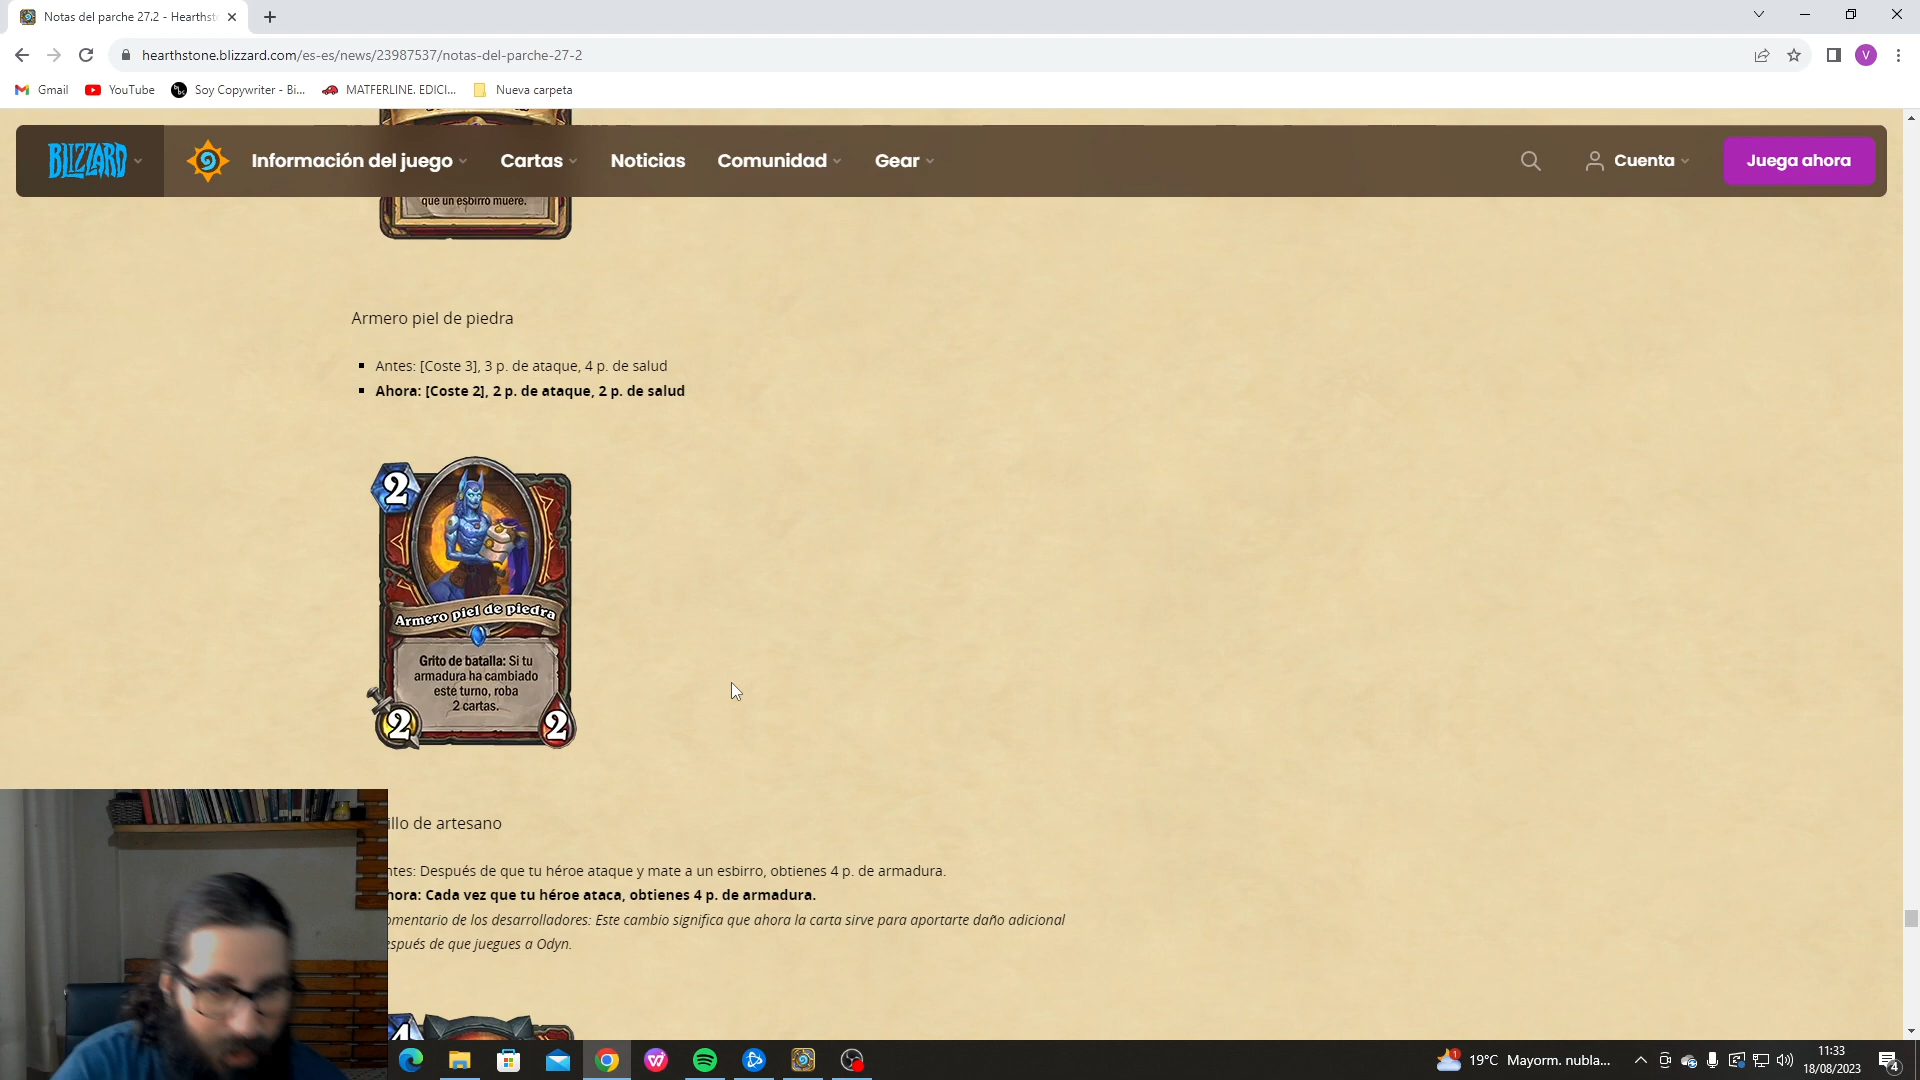 Notas del parche 27.2 - Hearthst
hearthstone.blizzard.com/es-es/news/23987537/notas-del-parche-27-2
V
Gmail
YouTube
Soy Copywriter - Bi...
MATFERLINE. EDICI...
Nueva carpeta
BLIZZARD
Información del juego
Cartas
Noticias
Comunidad
Gear
Cuenta
Juega ahora
que un esbirro muere.
Armero piel de piedra
Antes: [Coste 3], 3 p. de ataque, 4 p. de salud
Ahora: [Coste 2], 2 p. de ataque, 2 p. de salud
2
Armero piel de piedra
Grito de batalla: Si tu
armadura ha cambiado
este turno, roba
2 cartas.
2
2
illo de artesano
ntes: Después de que tu héroe ataque y mate a un esbirro, obtienes 4 p. de armadura.
hora: Cada vez que tu héroe ataca, obtienes 4 p. de armadura.
omentario de los desarrolladores: Este cambio significa que ahora la carta sirve para aportarte daño adicional
espués de que juegues a Odyn.
4
1
19°C Mayorm. nubla...
11:33
18/08/2023
4